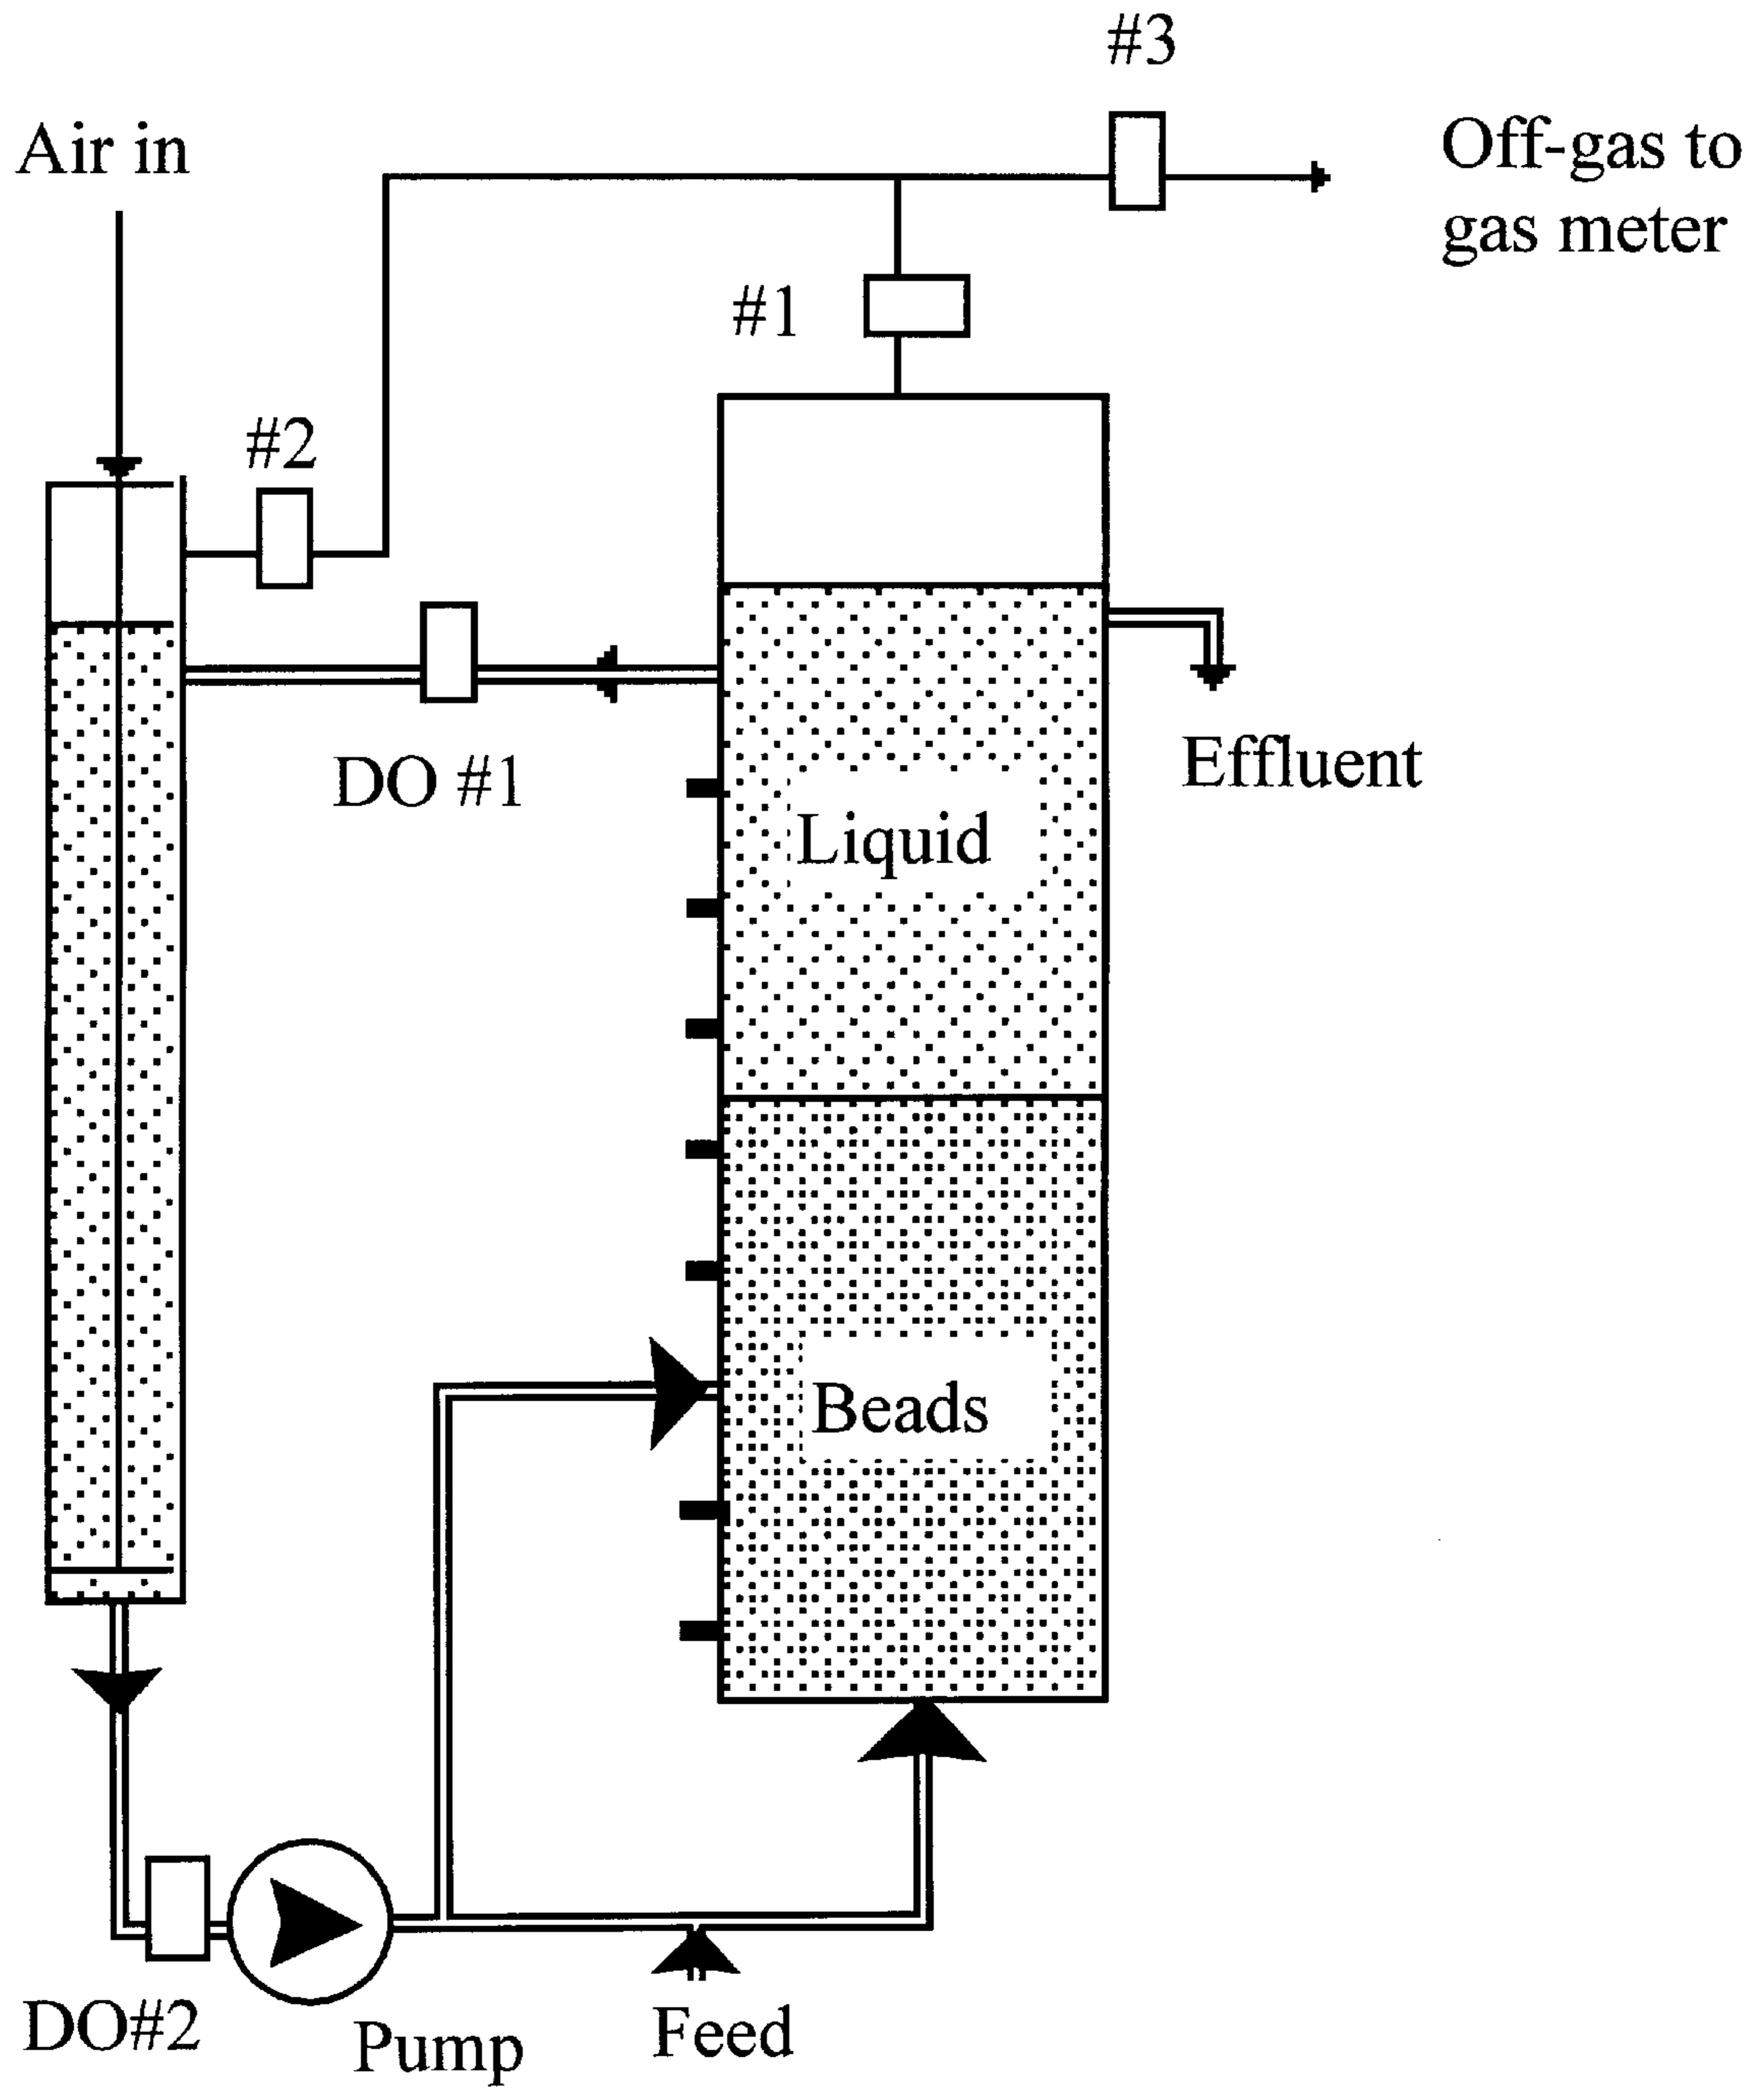 #3
Air in
Off-gas to
gas meter
#1
#2
DO #1
Effluent
Liquid
Beads
DO#2
Pump
Feed